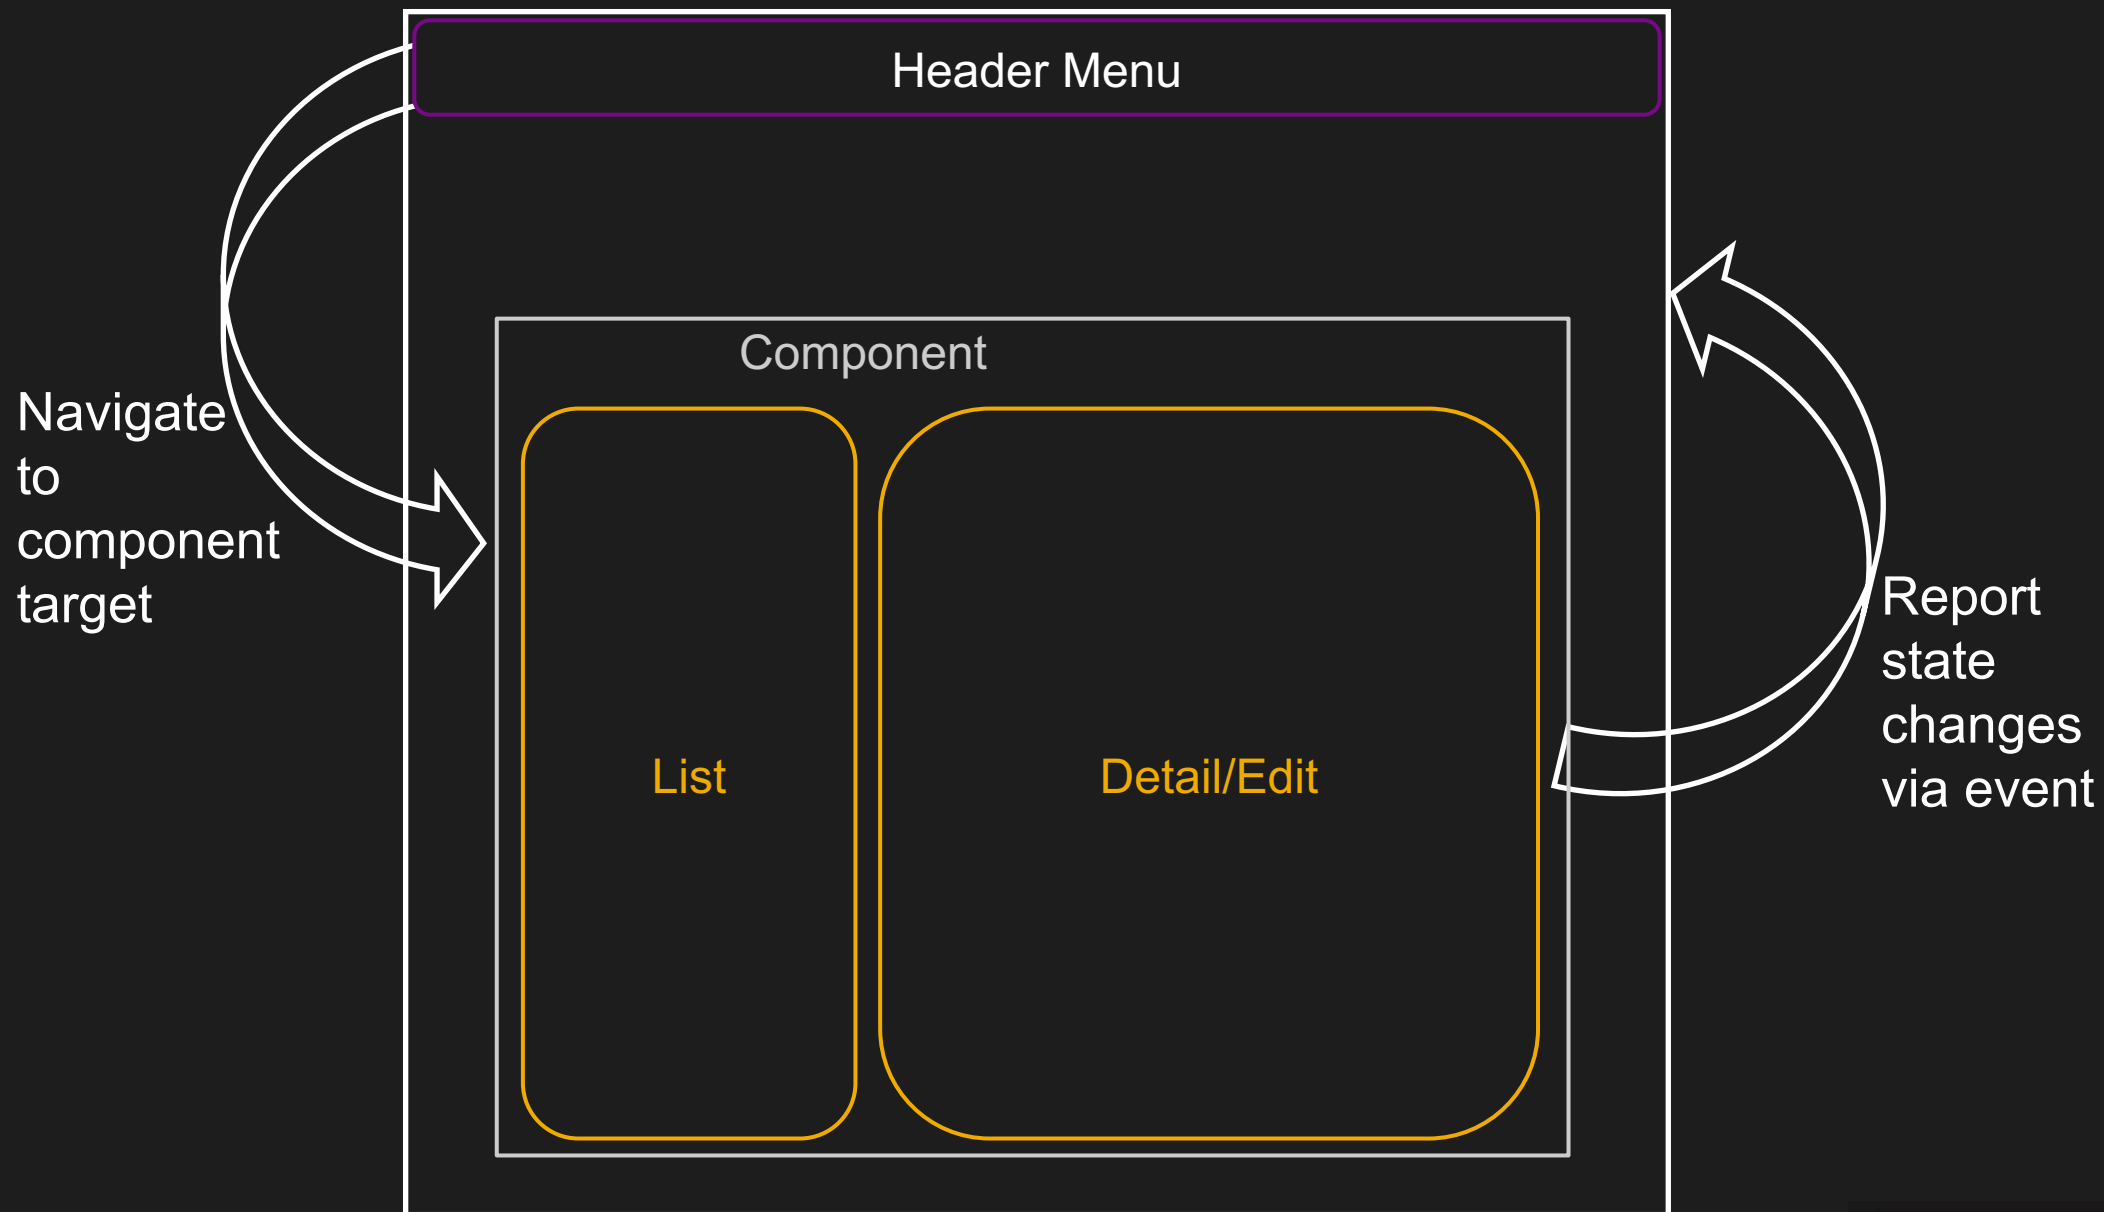 Header Menu
Component
Navigate
to
component
target
List
Detail/Edit
Report
state
changes
via event